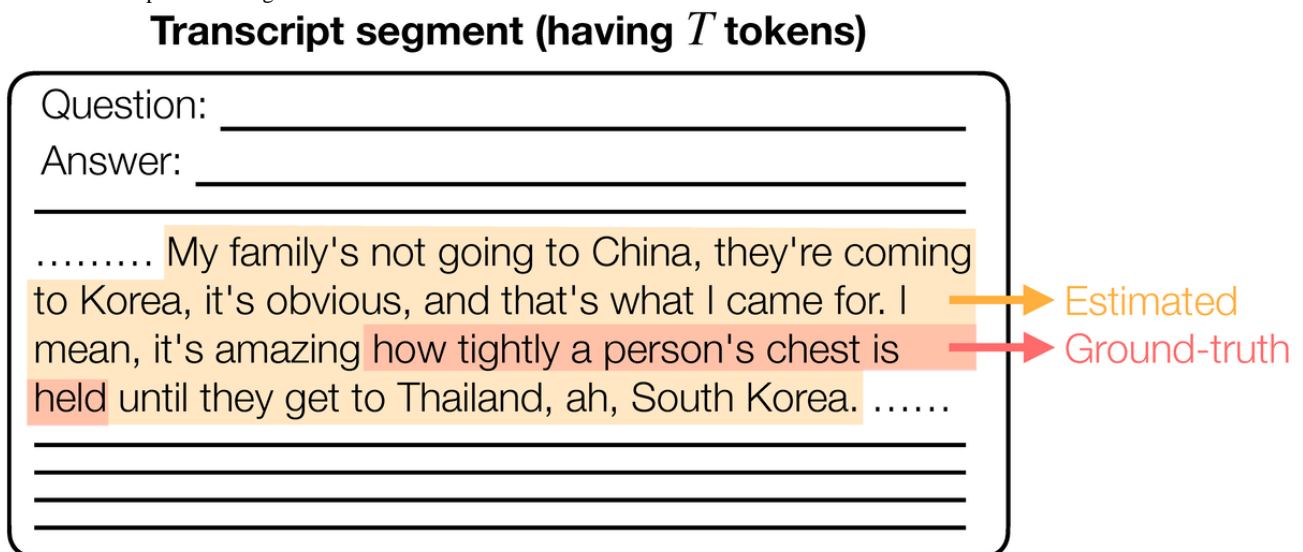 Transcript segment (having T tokens)
Question:
Answer:
......... My family's not going to China, they're coming
to Korea, it's obvious, and that's what I came for. I
mean, it's amazing how tightly a person's chest is
held until they get to Thailand, ah, South Korea. ......
Estimated
Ground-truth